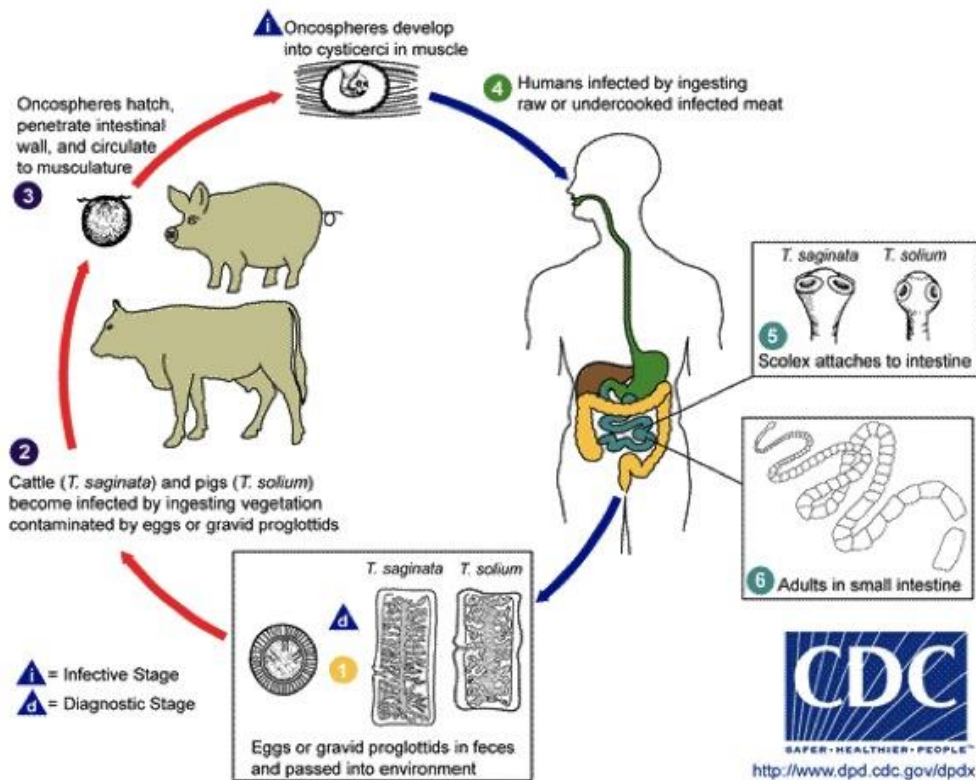 i
Oncospheres develop
into cysticerci in muscle
4
Humans infected by ingesting
raw or undercooked infected meat
Oncospheres hatch,
penetrate intestinal
wall, and circulate
to musculature
3
T. saginata T. solium
5
Scolex attaches to intestine
2
Cattle (T. saginata) and pigs (T. solium)
become infected by ingesting vegetation
contaminated by eggs or gravid proglottids
6 Adults in small intestine
T. saginata T. solium
d
1
Eggs or gravid proglottids in feces
and passed into environment
i = Infective Stage
d = Diagnostic Stage
CDC
SAFER·HEALTHIER·PEOPLE™
http://www.dpd.cdc.gov/dpdx